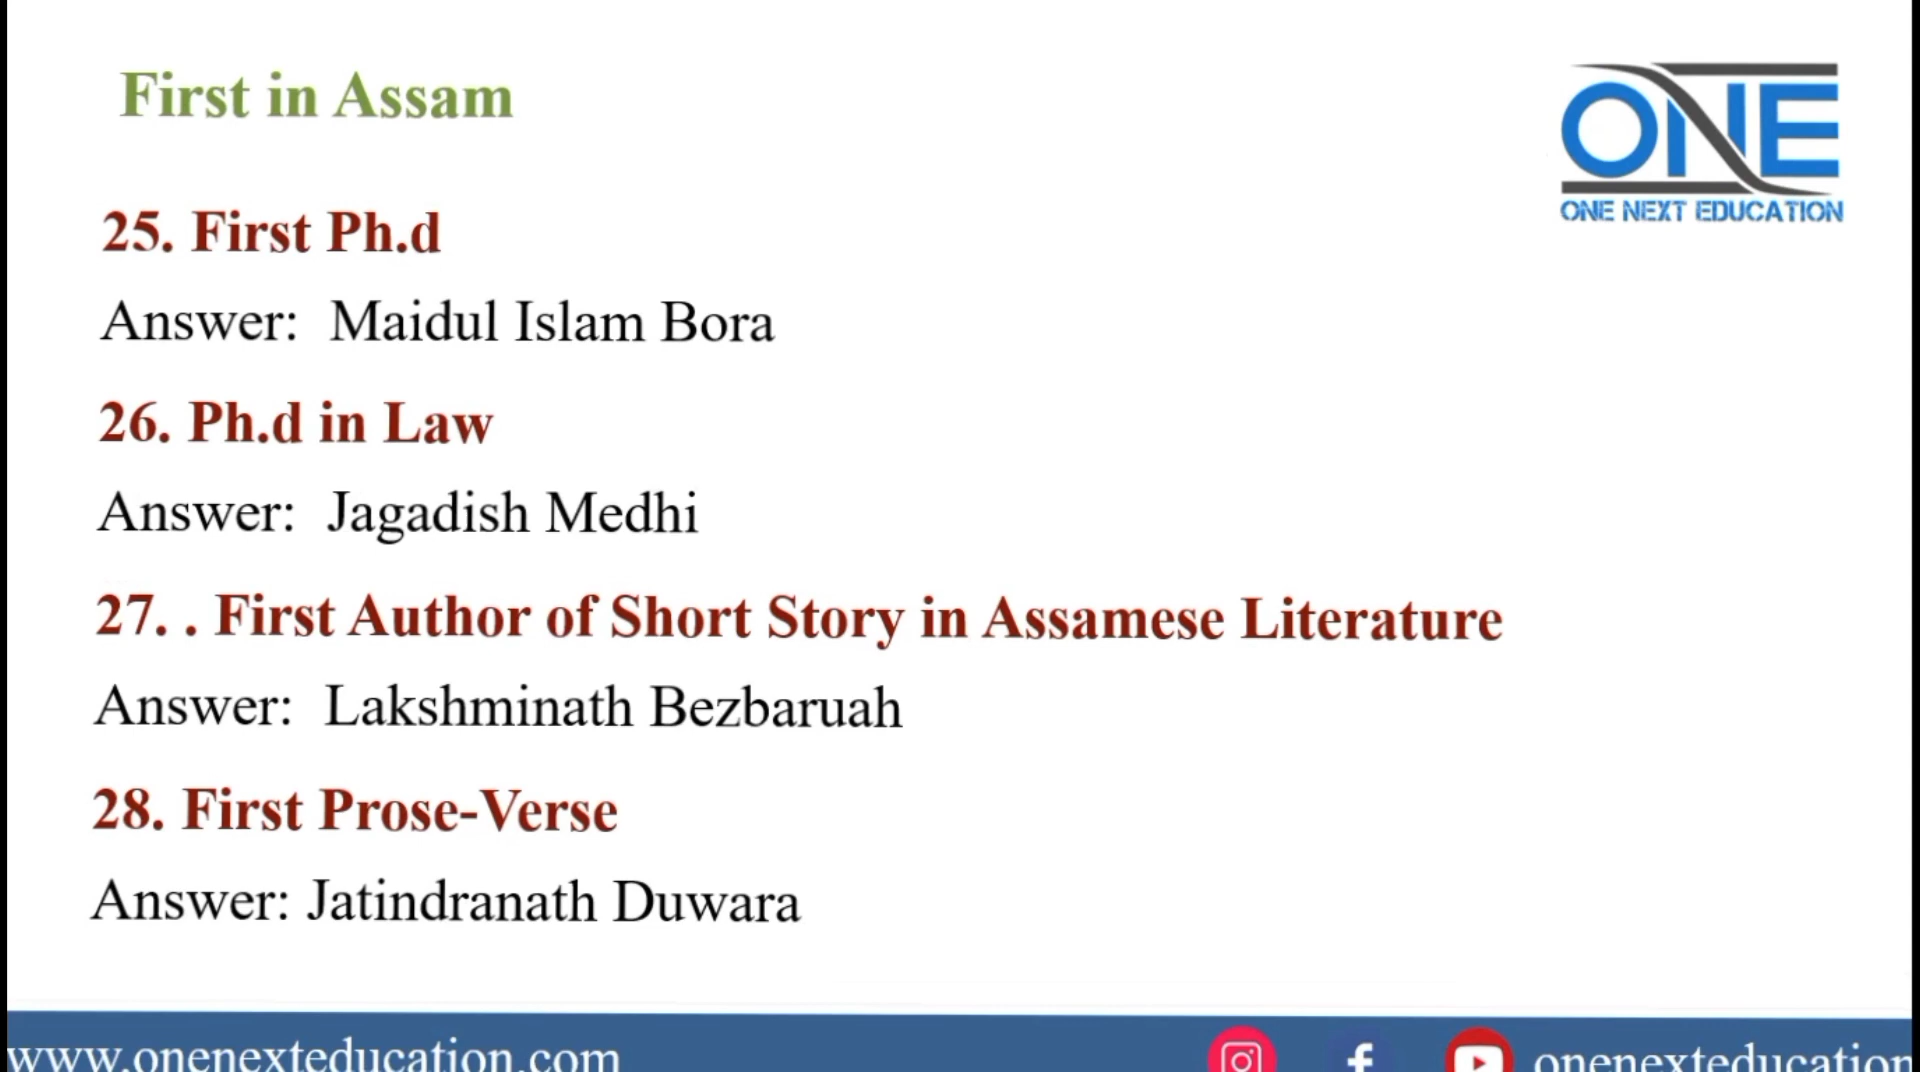 First in Assam
ONE
ONE NEXT EDUCATION
25. First Ph.d
Answer: Maidul Islam Bora
26. Ph.d in Law
Answer: Jagadish Medhi
27. . First Author of Short Story in Assamese Literature
Answer: Lakshminath Bezbaruah
28. First Prose-Verse
Answer: Jatindranath Duwara
www.onenexteducation.com
onenexteducation